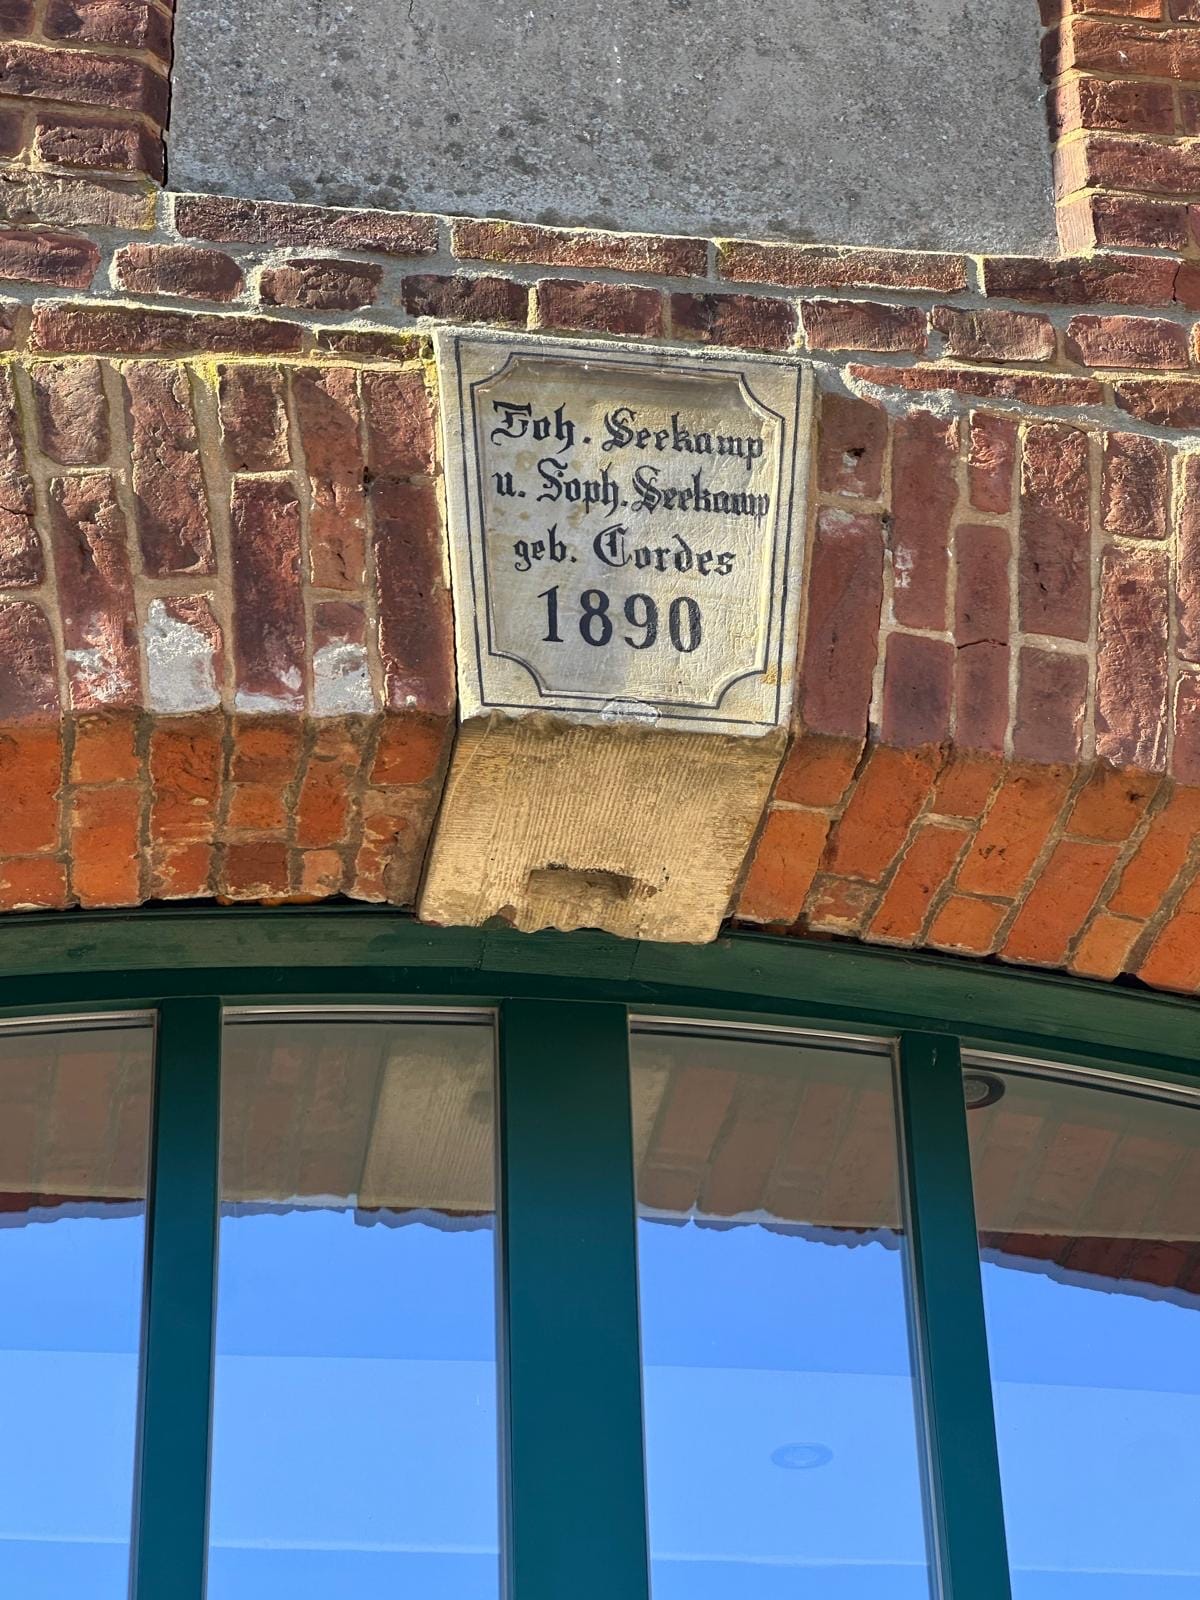 Joh. Seekamp
u. Soph. Seekamp
geb. Cordes
1890